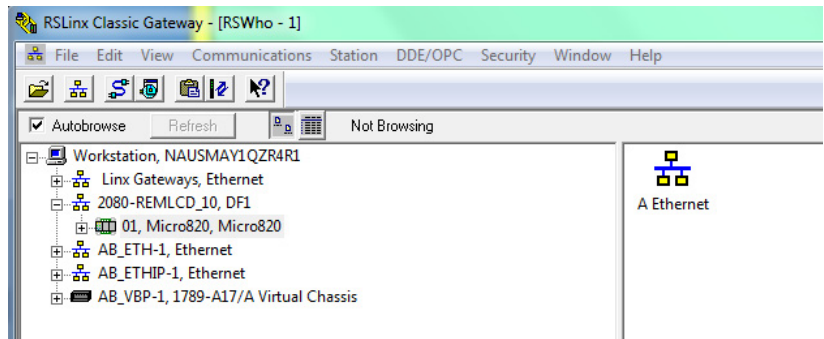 RSLinx Classic Gateway - [RSWho - 1]
File Edit View Communications Station DDE/OPC Security Window Help
Autobrowse Refresh Not Browsing
Workstation, NAUSMAY1QZR4R1
Linx Gateways, Ethernet
2080-REMLCD_10, DF1
01, Micro820, Micro820
AB_ETH-1, Ethernet
AB_ETHIP-1, Ethernet
AB_VBP-1, 1789-A17/A Virtual Chassis
A Ethernet